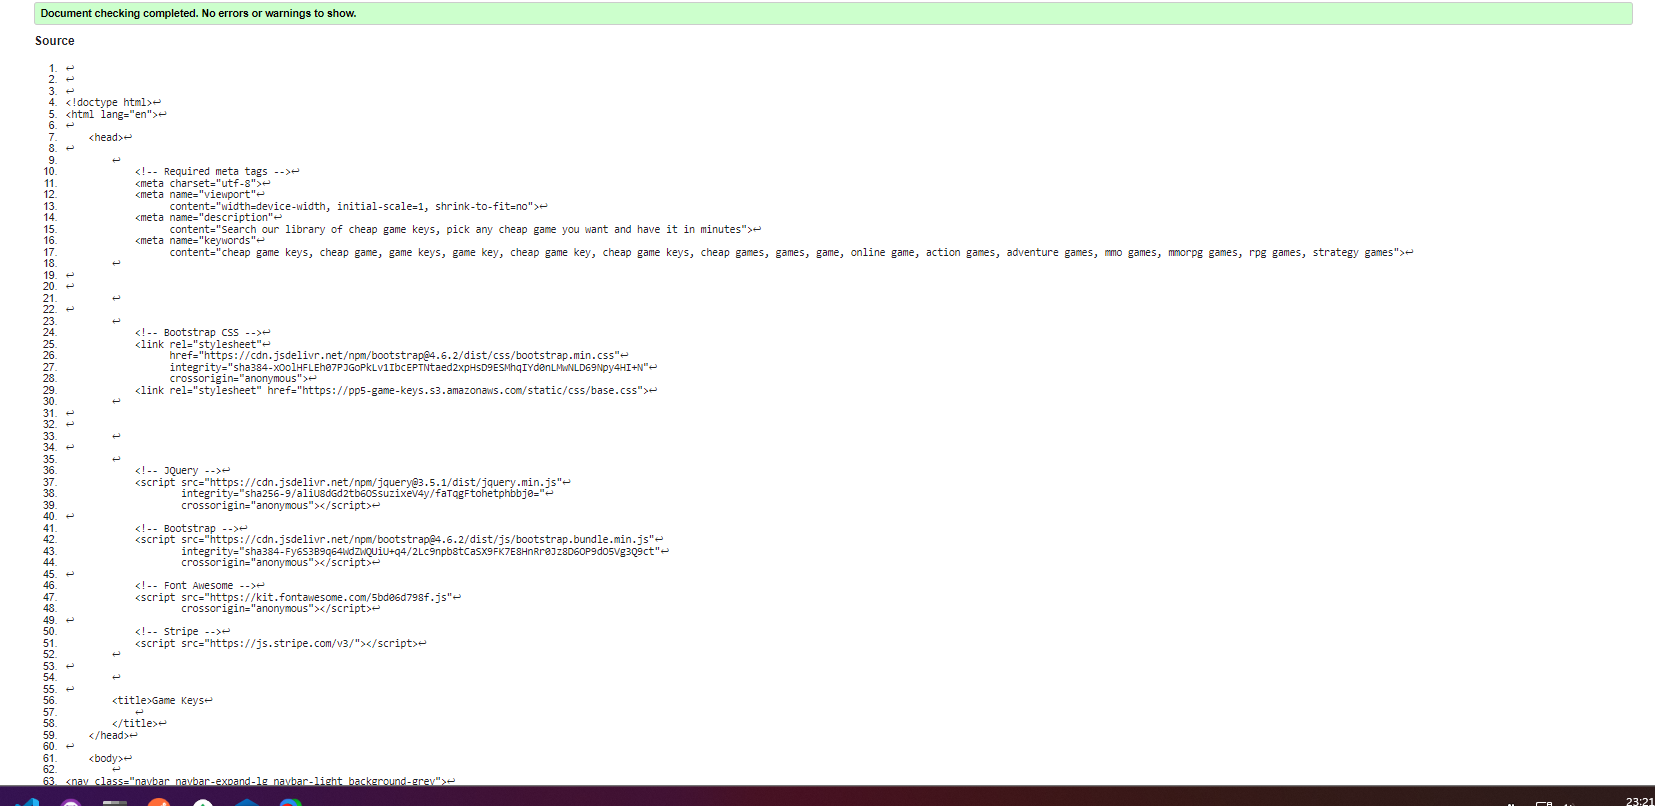 Document checking completed. No errors or warnings to show.
Source
1. ↩
2. ↩
3. ↩
4. <!doctype html>↩
5. <html lang="en">↩
6. ↩
7. <head>↩
8. ↩
9. ↩
10. <!-- Required meta tags -->↩
11. <meta charset="utf-8">↩
12. <meta name="viewport"↩
13. content="width=device-width, initial-scale=1, shrink-to-fit=no">↩
14. <meta name="description"↩
15. content="Search our library of cheap game keys, pick any cheap game you want and have it in minutes">↩
16. <meta name="keywords"↩
17. content="cheap game keys, cheap game, game keys, game key, cheap game key, cheap game keys, cheap games, games, game, online game, action games, adventure games, mmo games, mmorpg games, rpg games, strategy games">↩
18. ↩
19. ↩
20. ↩
21. ↩
22. ↩
23. ↩
24. <!-- Bootstrap CSS -->↩
25. <link rel="stylesheet"↩
26. href="https://cdn.jsdelivr.net/npm/bootstrap@4.6.2/dist/css/bootstrap.min.css"↩
27. integrity="sha384-xOolHFLEh07PJGoPkLv1IbcEPTNtaed2xpHsD9ESMhqIYd0nLMwNLD69Npy4HI+N"↩
28. crossorigin="anonymous">↩
29. <link rel="stylesheet" href="https://pp5-game-keys.s3.amazonaws.com/static/css/base.css">↩
30. ↩
31. ↩
32. ↩
33. ↩
34. ↩
35. ↩
36. <!-- JQuery -->↩
37. <script src="https://cdn.jsdelivr.net/npm/jquery@3.5.1/dist/jquery.min.js"↩
38. integrity="sha256-9/aliU8dGd2tb6OSsuzixeV4y/faTqgFtohetphbbj0="↩
39. crossorigin="anonymous"></script>↩
40. ↩
41. <!-- Bootstrap -->↩
42. <script src="https://cdn.jsdelivr.net/npm/bootstrap@4.6.2/dist/js/bootstrap.bundle.min.js"↩
43. integrity="sha384-Fy6S3B9q64WdZWQUiU+q4/2Lc9npb8tCaSX9FK7E8HnRr0Jz8D6OP9dO5Vg3Q9ct"↩
44. crossorigin="anonymous"></script>↩
45. ↩
46. <!-- Font Awesome -->↩
47. <script src="https://kit.fontawesome.com/5bd06d798f.js"↩
48. crossorigin="anonymous"></script>↩
49. ↩
50. <!-- Stripe -->↩
51. <script src="https://js.stripe.com/v3/"></script>↩
52. ↩
53. ↩
54. ↩
55. ↩
56. <title>Game Keys↩
57. ↩
58. </title>↩
59. </head>↩
60. ↩
61. <body>↩
62. ↩
63. <nav class="navbar navbar-expand-lg navbar-light background-grey">↩
23:21